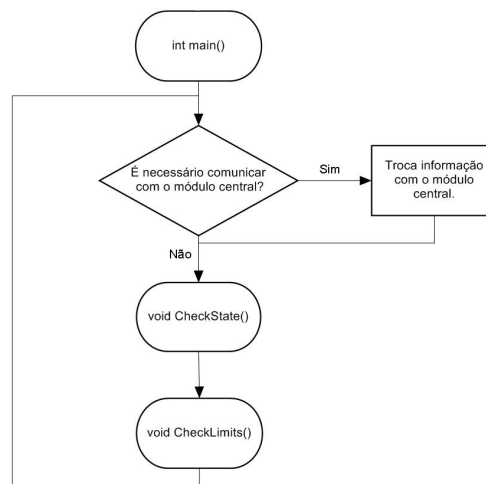 int main()
É necessário comunicar
com o módulo central?
Sim
Troca informação
com o módulo
central.
Não
void CheckState()
void CheckLimits()